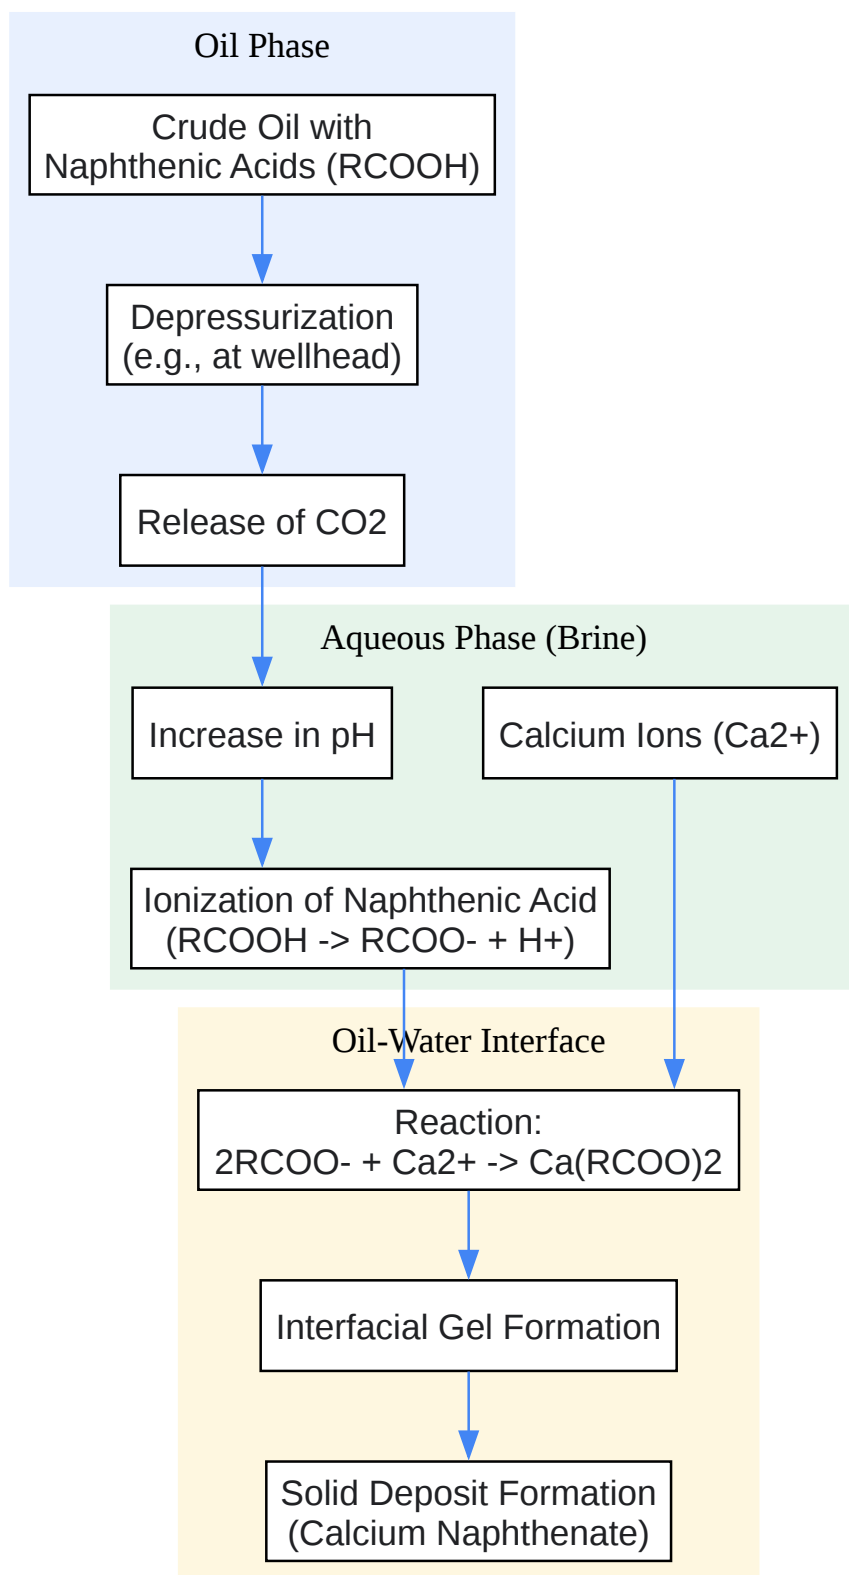 Oil Phase
Crude Oil with
Naphthenic Acids (RCOOH)
Depressurization
(e.g., at wellhead)
Release of CO2
Aqueous Phase (Brine)
Increase in pH
Calcium Ions (Ca2+)
Ionization of Naphthenic Acid
(RCOOH -> RCOO- + H+)
Oil-Water Interface
Reaction:
2RCOO- + Ca2+ -> Ca(RCOO)2
Interfacial Gel Formation
Solid Deposit Formation
(Calcium Naphthenate)